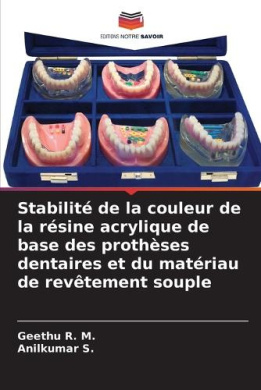 EDITIONS NOTRE SAVOIR
Stabilité de la couleur de
la résine acrylique de
base des prothèses
dentaires et du matériau
de revêtement souple
Geethu R. M.
Anilkumar S.